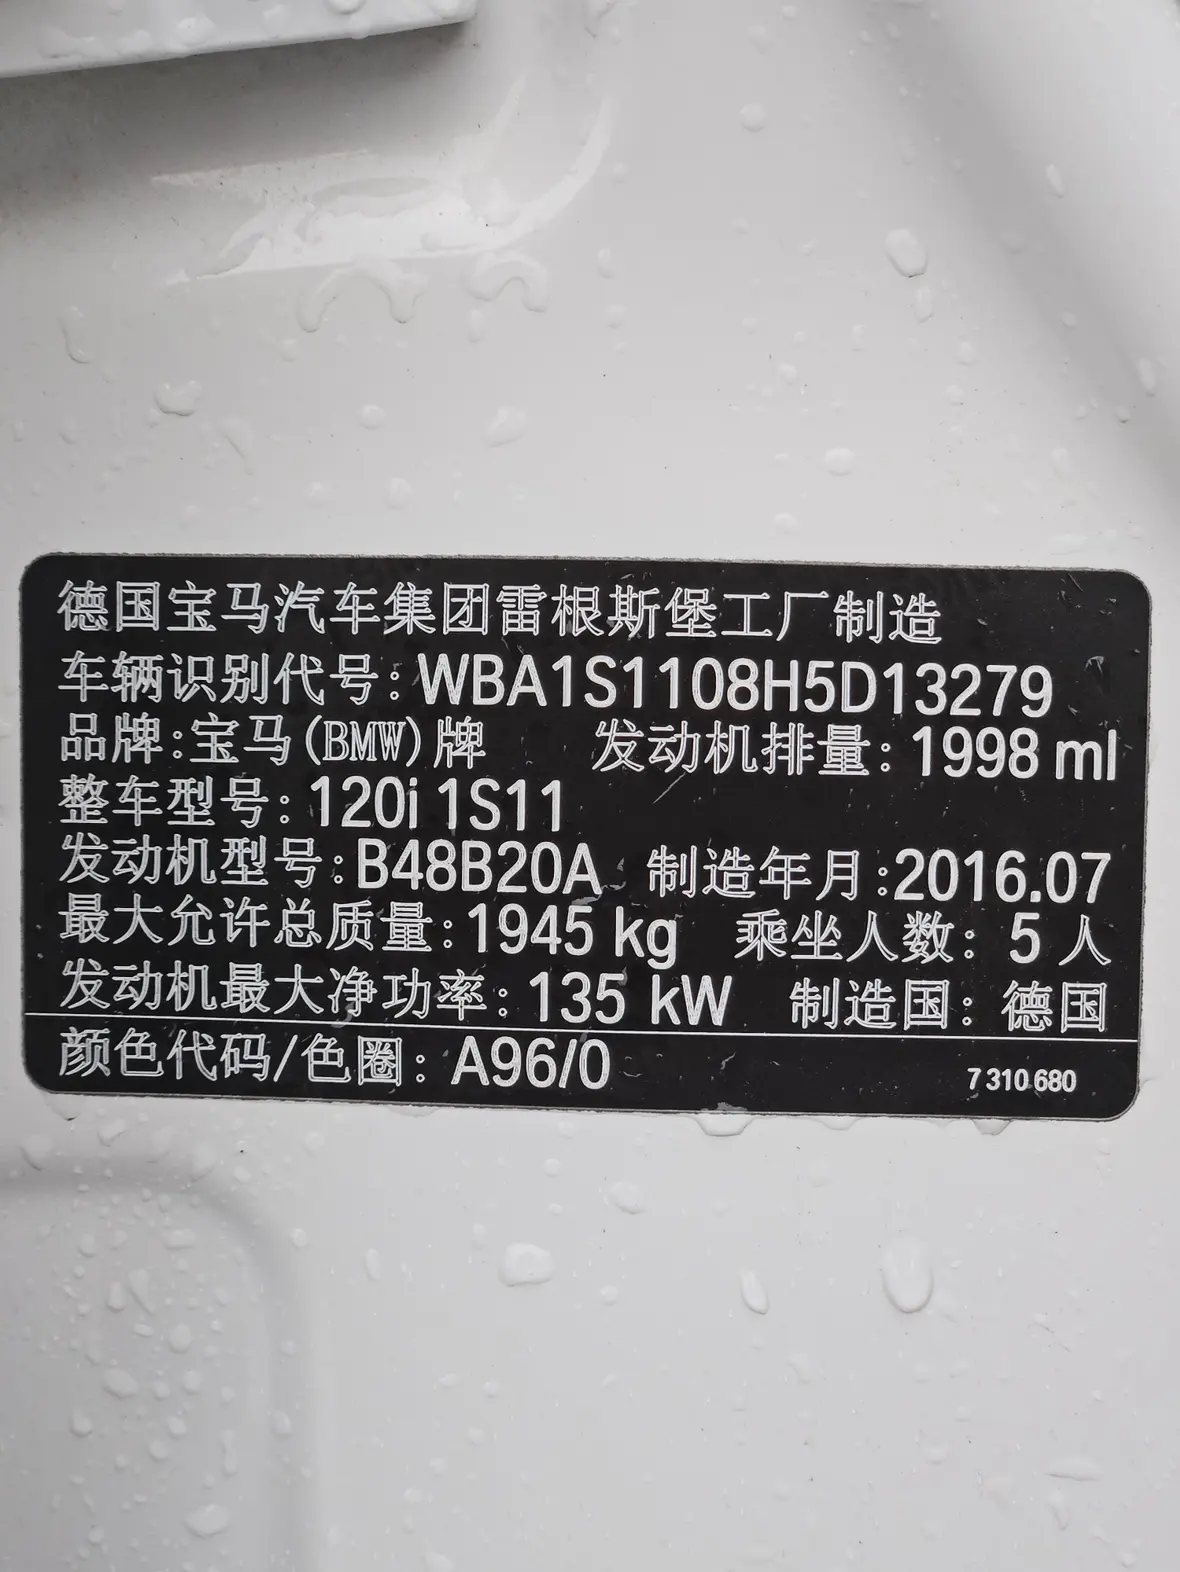 德国宝马汽车集团雷根斯堡工厂制造
车辆识别代号: WBA1S1108H5D13279
品牌:宝马(BMW)牌 发动机排量: 1998 ml
整车型号: 120i 1S11
发动机型号: B48B20A 制造年月:2016.07
最大允许总质量: 1945 kg 乘坐人数: 5 人
发动机最大净功率: 135 kW 制造国: 德国
颜色代码/色圈: A96/0 7 310 680